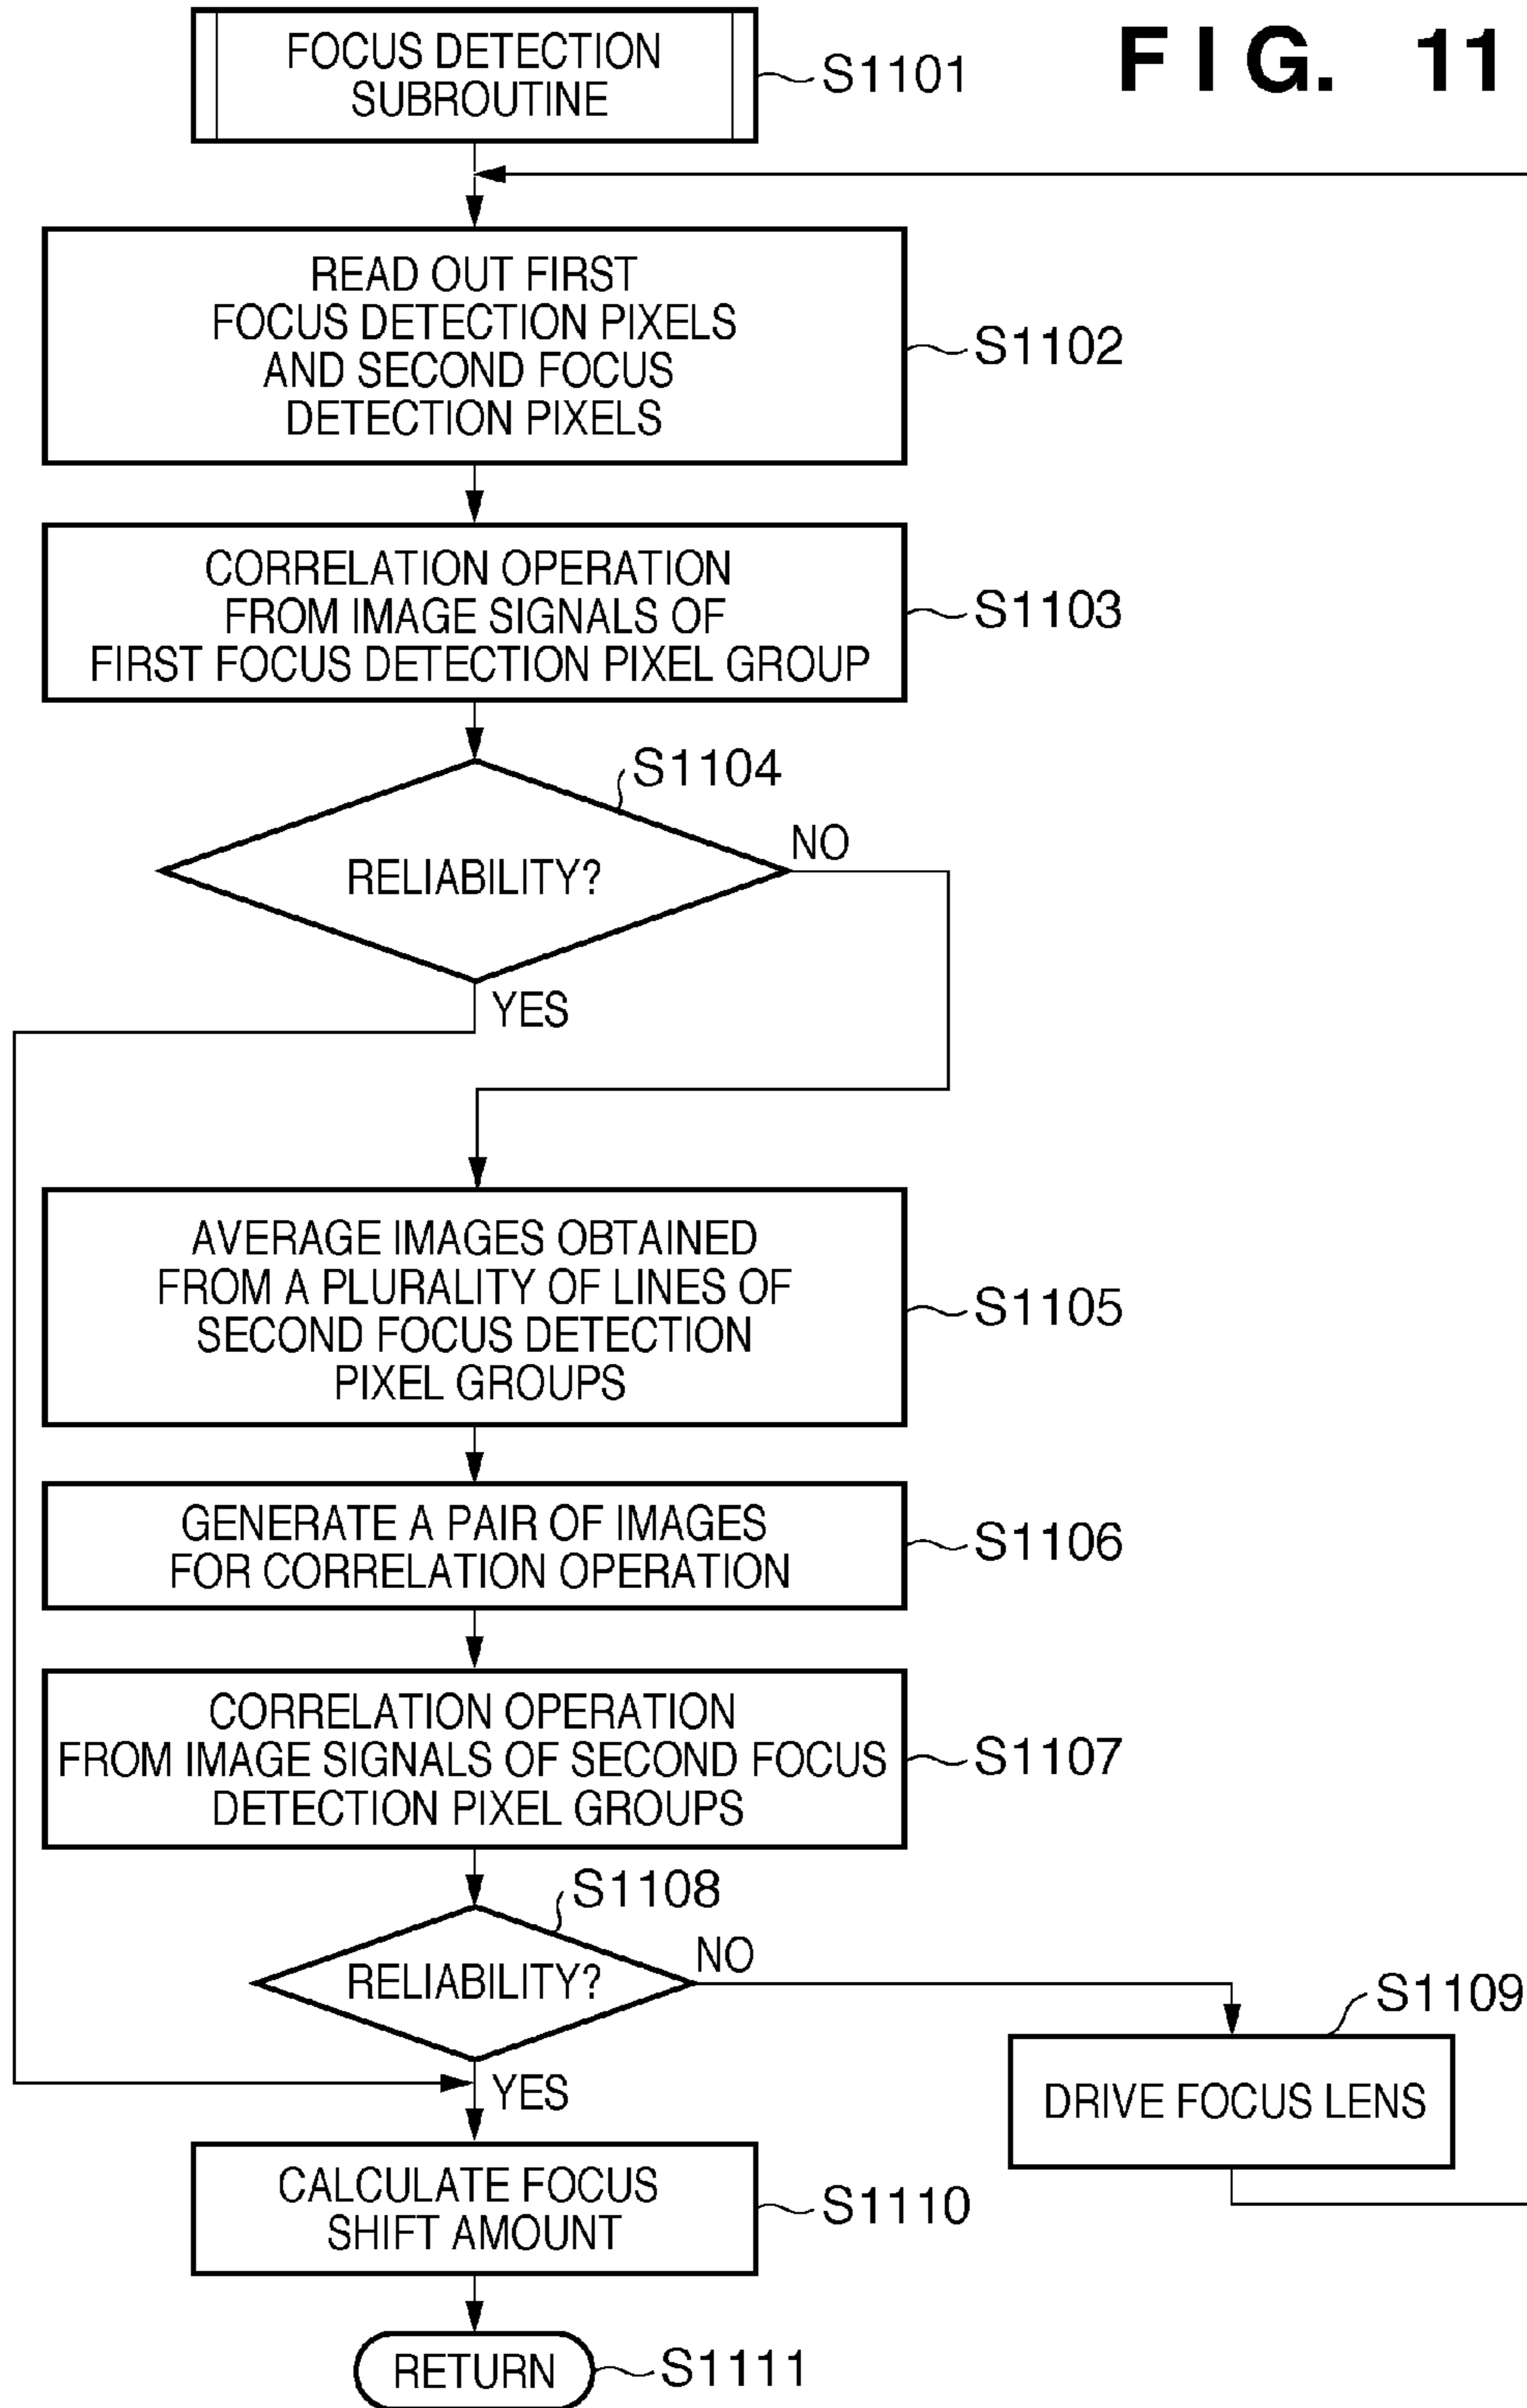 FIG. 11
FOCUS DETECTION
SUBROUTINE
S1101
READ OUT FIRST
FOCUS DETECTION PIXELS
AND SECOND FOCUS
DETECTION PIXELS
S1102
CORRELATION OPERATION
FROM IMAGE SIGNALS OF
FIRST FOCUS DETECTION PIXEL GROUP
S1103
S1104
RELIABILITY?
NO
YES
AVERAGE IMAGES OBTAINED
FROM A PLURALITY OF LINES OF
SECOND FOCUS DETECTION
PIXEL GROUPS
S1105
GENERATE A PAIR OF IMAGES
FOR CORRELATION OPERATION
S1106
CORRELATION OPERATION
FROM IMAGE SIGNALS OF SECOND FOCUS
DETECTION PIXEL GROUPS
S1107
S1108
RELIABILITY?
NO
YES
S1109
DRIVE FOCUS LENS
CALCULATE FOCUS
SHIFT AMOUNT
S1110
RETURN
S1111